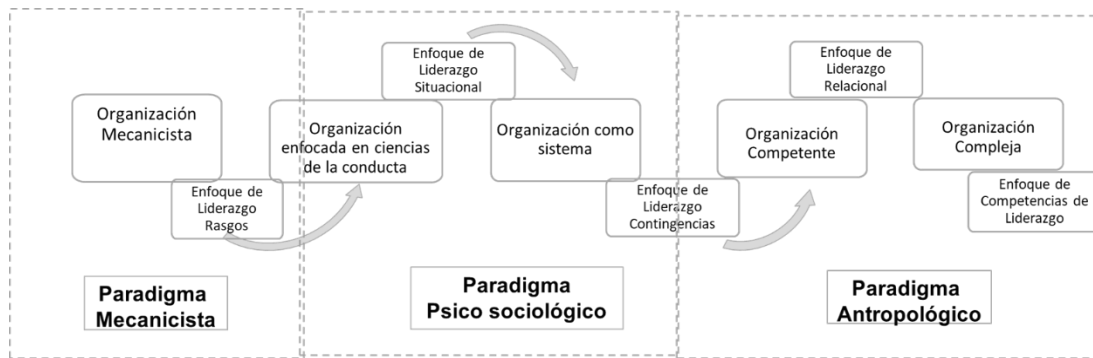 Organización
Mecanicista
Enfoque de
Liderazgo
Rasgos
Organización
enfocada en ciencias
de la conducta
Enfoque de
Liderazgo
Situacional
Organización como
sistema
Enfoque de
Liderazgo
Contingencias
Organización
Competente
Enfoque de
Liderazgo
Relacional
Organización
Compleja
Enfoque de
Competencias de
Liderazgo
Paradigma
Mecanicista
Paradigma
Psico sociológico
Paradigma
Antropológico